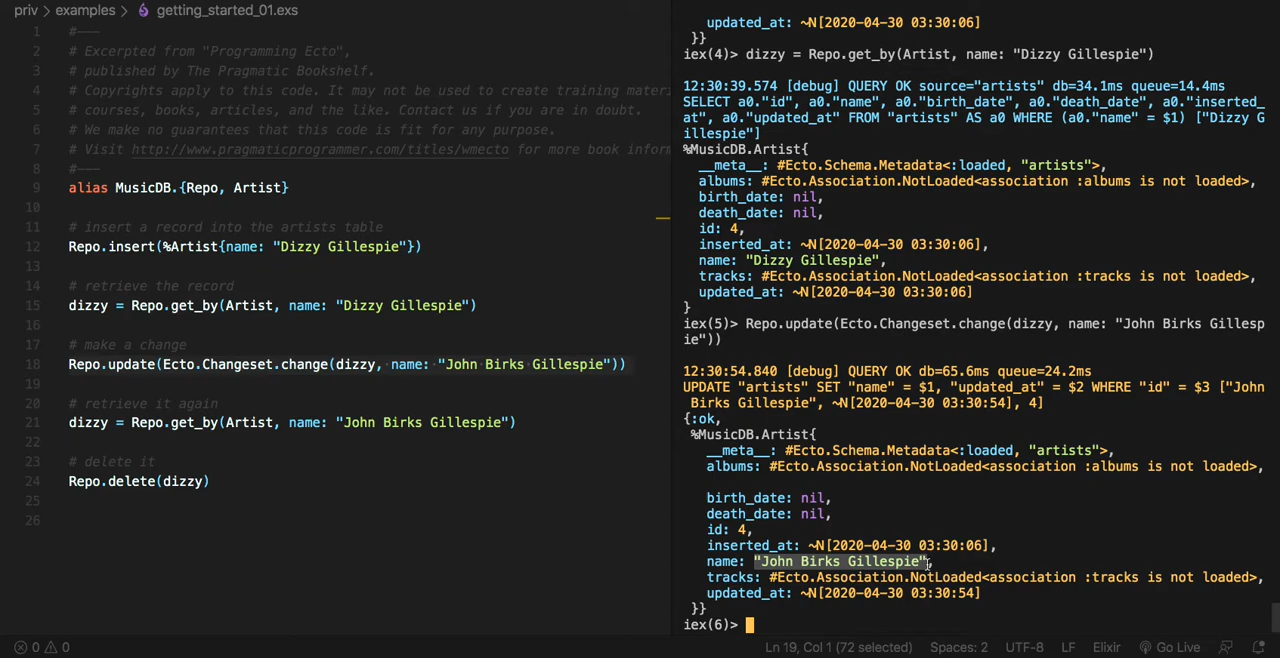 priv > examples > getting_started_01.exs
1 #---
2 # Excerpted from "Programming Ecto",
3 # published by The Pragmatic Bookshelf.
4 # Copyrights apply to this code. It may not be used to create training materi
5 # courses, books, articles, and the like. Contact us if you are in doubt.
6 # We make no guarantees that this code is fit for any purpose.
7 # Visit http://www.pragmaticprogrammer.com/titles/wmecto for more book inform
8 #---
9 alias MusicDB.{Repo, Artist}
10
11 # insert a record into the artists table
12 Repo.insert(%Artist{name: "Dizzy Gillespie"})
13
14 # retrieve the record
15 dizzy = Repo.get_by(Artist, name: "Dizzy Gillespie")
16
17 # make a change
18 Repo.update(Ecto.Changeset.change(dizzy, name: "John Birks Gillespie"))
19
20 # retrieve it again
21 dizzy = Repo.get_by(Artist, name: "John Birks Gillespie")
22
23 # delete it
24 Repo.delete(dizzy)
25
26
updated_at: ~N[2020-04-30 03:30:06]
}}
iex(4)> dizzy = Repo.get_by(Artist, name: "Dizzy Gillespie")
12:30:39.574 [debug] QUERY OK source="artists" db=34.1ms queue=14.4ms
SELECT a0."id", a0."name", a0."birth_date", a0."death_date", a0."inserted_
at", a0."updated_at" FROM "artists" AS a0 WHERE (a0."name" = $1) ["Dizzy G
illespie"]
%MusicDB.Artist{
__meta__: #Ecto.Schema.Metadata<:loaded, "artists">,
albums: #Ecto.Association.NotLoaded<association :albums is not loaded>,
birth_date: nil,
death_date: nil,
id: 4,
inserted_at: ~N[2020-04-30 03:30:06],
name: "Dizzy Gillespie",
tracks: #Ecto.Association.NotLoaded<association :tracks is not loaded>,
updated_at: ~N[2020-04-30 03:30:06]
}
iex(5)> Repo.update(Ecto.Changeset.change(dizzy, name: "John Birks Gillesp
ie"))
12:30:54.840 [debug] QUERY OK db=65.6ms queue=24.2ms
UPDATE "artists" SET "name" = $1, "updated_at" = $2 WHERE "id" = $3 ["John
Birks Gillespie", ~N[2020-04-30 03:30:54], 4]
{:ok,
%MusicDB.Artist{
__meta__: #Ecto.Schema.Metadata<:loaded, "artists">,
albums: #Ecto.Association.NotLoaded<association :albums is not loaded>,
birth_date: nil,
death_date: nil,
id: 4,
inserted_at: ~N[2020-04-30 03:30:06],
name: "John Birks Gillespie",
tracks: #Ecto.Association.NotLoaded<association :tracks is not loaded>,
updated_at: ~N[2020-04-30 03:30:54]
}}
iex(6)>
0 0 Ln 19, Col 1 (72 selected) Spaces: 2 UTF-8 LF Elixir Go Live